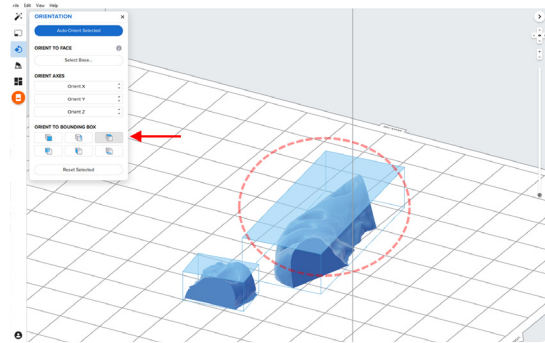 File Edit View Help
ORIENTATION
Auto-Orient Selected
ORIENT TO FACE
Select Base...
ORIENT AXES
Orient X
Orient Y
Orient Z
ORIENT TO BOUNDING BOX
Reset Selected